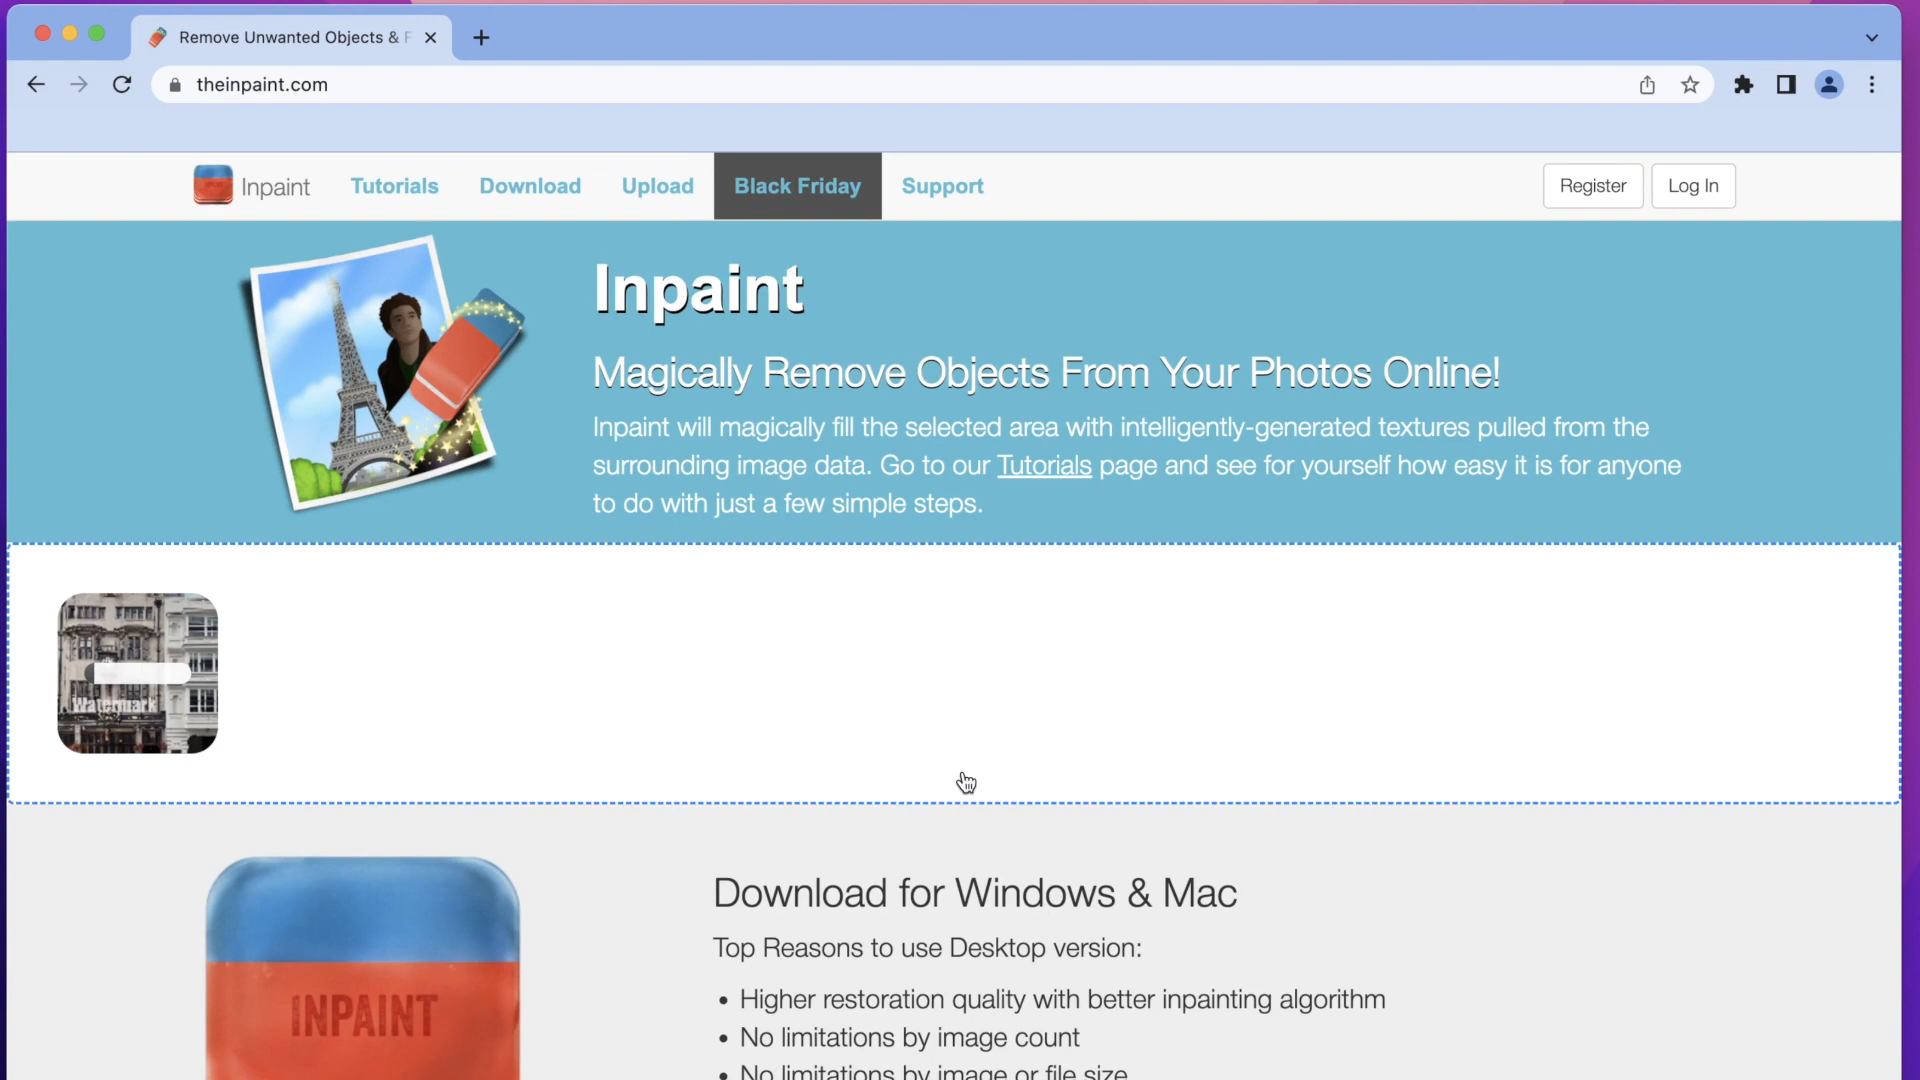 Remove Unwanted Objects & F
theinpaint.com
Inpaint
Tutorials
Download
Upload
Black Friday
Support
Register
Log In
Inpaint
Magically Remove Objects From Your Photos Online!
Inpaint will magically fill the selected area with intelligently-generated textures pulled from the
surrounding image data. Go to our Tutorials page and see for yourself how easy it is for anyone
to do with just a few simple steps.
Watermark
INPAINT
Download for Windows & Mac
Top Reasons to use Desktop version:
• Higher restoration quality with better inpainting algorithm
• No limitations by image count
• No limitations by image or file size